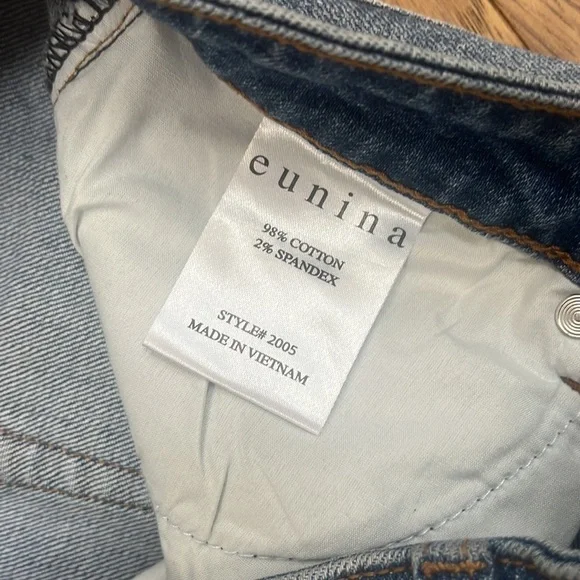 eunina
98% COTTON
2% SPANDEX
STYLE# 2005
MADE IN VIETNAM